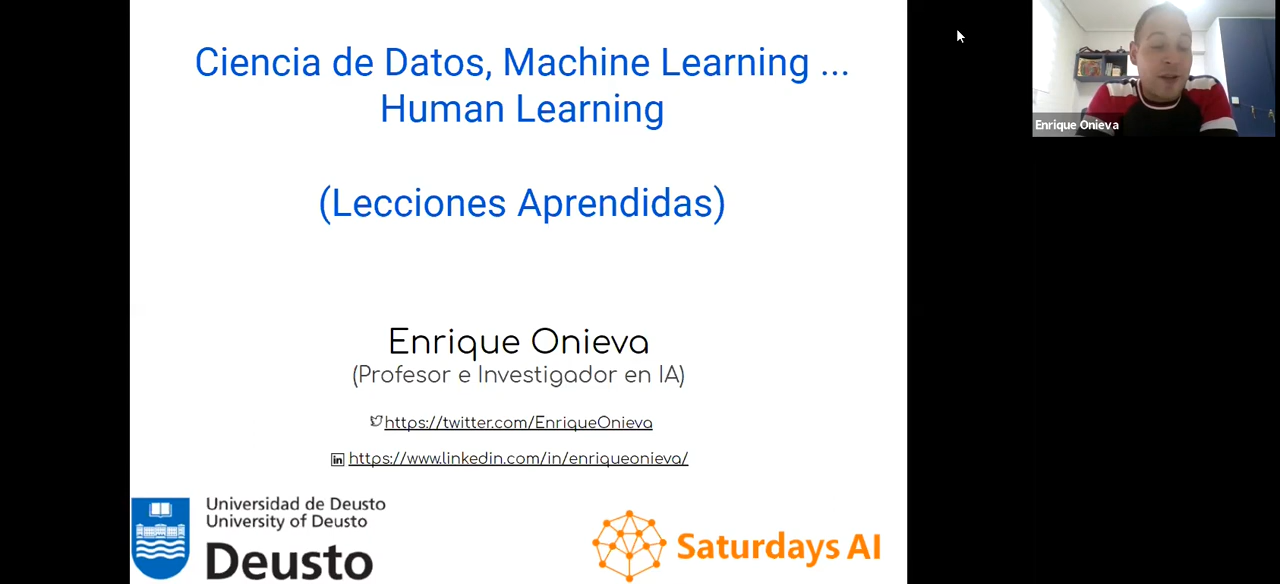 Ciencia de Datos, Machine Learning ...
Human Learning
(Lecciones Aprendidas)
Enrique Onieva
(Profesor e Investigador en IA)
https://twitter.com/EnriqueOnieva
in https://www.linkedin.com/in/enriqueonieva/
Universidad de Deusto
University of Deusto
Deusto
Saturdays AI
Enrique Onieva